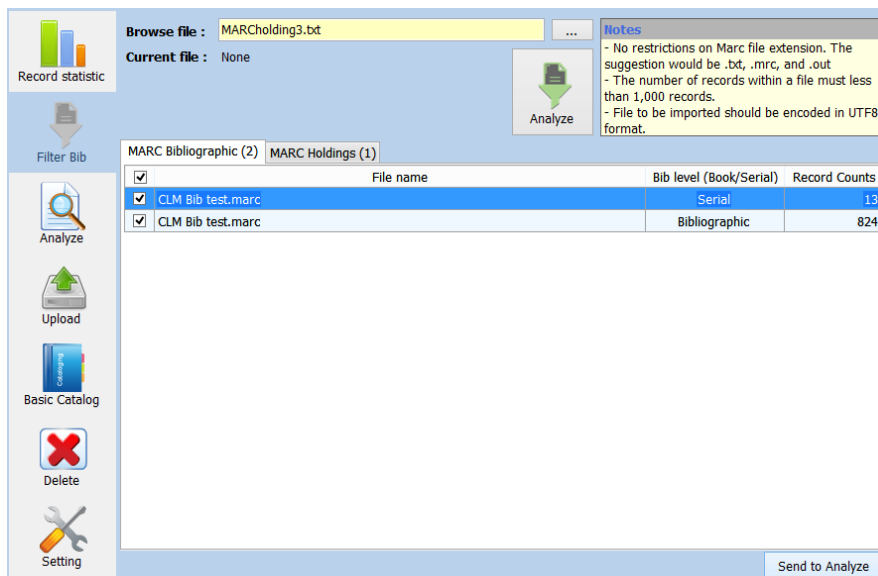 Record statistic
Filter Bib
Analyze
Upload
Cataloging
Basic Catalog
Delete
Setting
Browse file : MARCholding3.txt ...
Current file : None
Analyze
Notes
- No restrictions on Marc file extension. The
suggestion would be .txt, .mrc, and .out
- The number of records within a file must less
than 1,000 records.
- File to be imported should be encoded in UTF8
format.
MARC Bibliographic (2) MARC Holdings (1)
File name Bib level (Book/Serial) Record Counts
CLM Bib test.marc Serial 13
CLM Bib test.marc Bibliographic 824
Send to Analyze